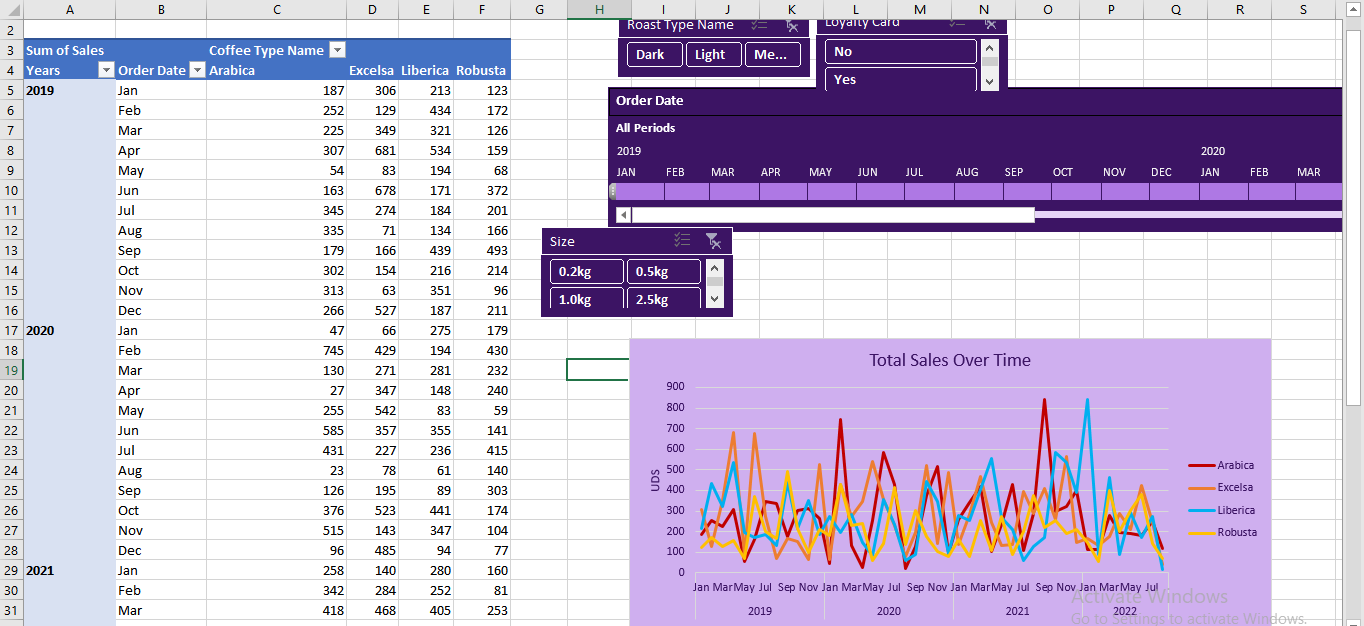 A B C D E F G H I J K L M N O P Q R S
2 Roast Type Name Loyalty Card
3 Sum of Sales Coffee Type Name
4 Years Order Date Arabica Excelsa Liberica Robusta
5 2019 Jan 187 306 213 123
6 Feb 252 129 434 172
7 Mar 225 349 321 126
8 Apr 307 681 534 159
9 May 54 83 194 68
10 Jun 163 678 171 372
11 Jul 345 274 184 201
12 Aug 335 71 134 166
13 Sep 179 166 439 493
14 Oct 302 154 216 214
15 Nov 313 63 351 96
16 Dec 266 527 187 211
17 2020 Jan 47 66 275 179
18 Feb 745 429 194 430
19 Mar 130 271 281 232
20 Apr 27 347 148 240
21 May 255 542 83 59
22 Jun 585 357 355 141
23 Jul 431 227 236 415
24 Aug 23 78 61 140
25 Sep 126 195 89 303
26 Oct 376 523 441 174
27 Nov 515 143 347 104
28 Dec 96 485 94 77
29 2021 Jan 258 140 280 160
30 Feb 342 284 252 81
31 Mar 418 468 405 253
Dark Light Me...
No
Yes
Order Date
All Periods
2019 2020
JAN FEB MAR APR MAY JUN JUL AUG SEP OCT NOV DEC JAN FEB MAR
Size
0.2kg 0.5kg
1.0kg 2.5kg
Total Sales Over Time
UDS
900
800
700
600
500
400
300
200
100
0
Jan Mar May Jul Sep Nov Jan Mar May Jul Sep Nov Jan Mar May Jul Sep Nov Jan Mar May Jul
2019 2020 2021 2022
Arabica
Excelsa
Liberica
Robusta
Activate Windows
Go to Settings to activate Windows.